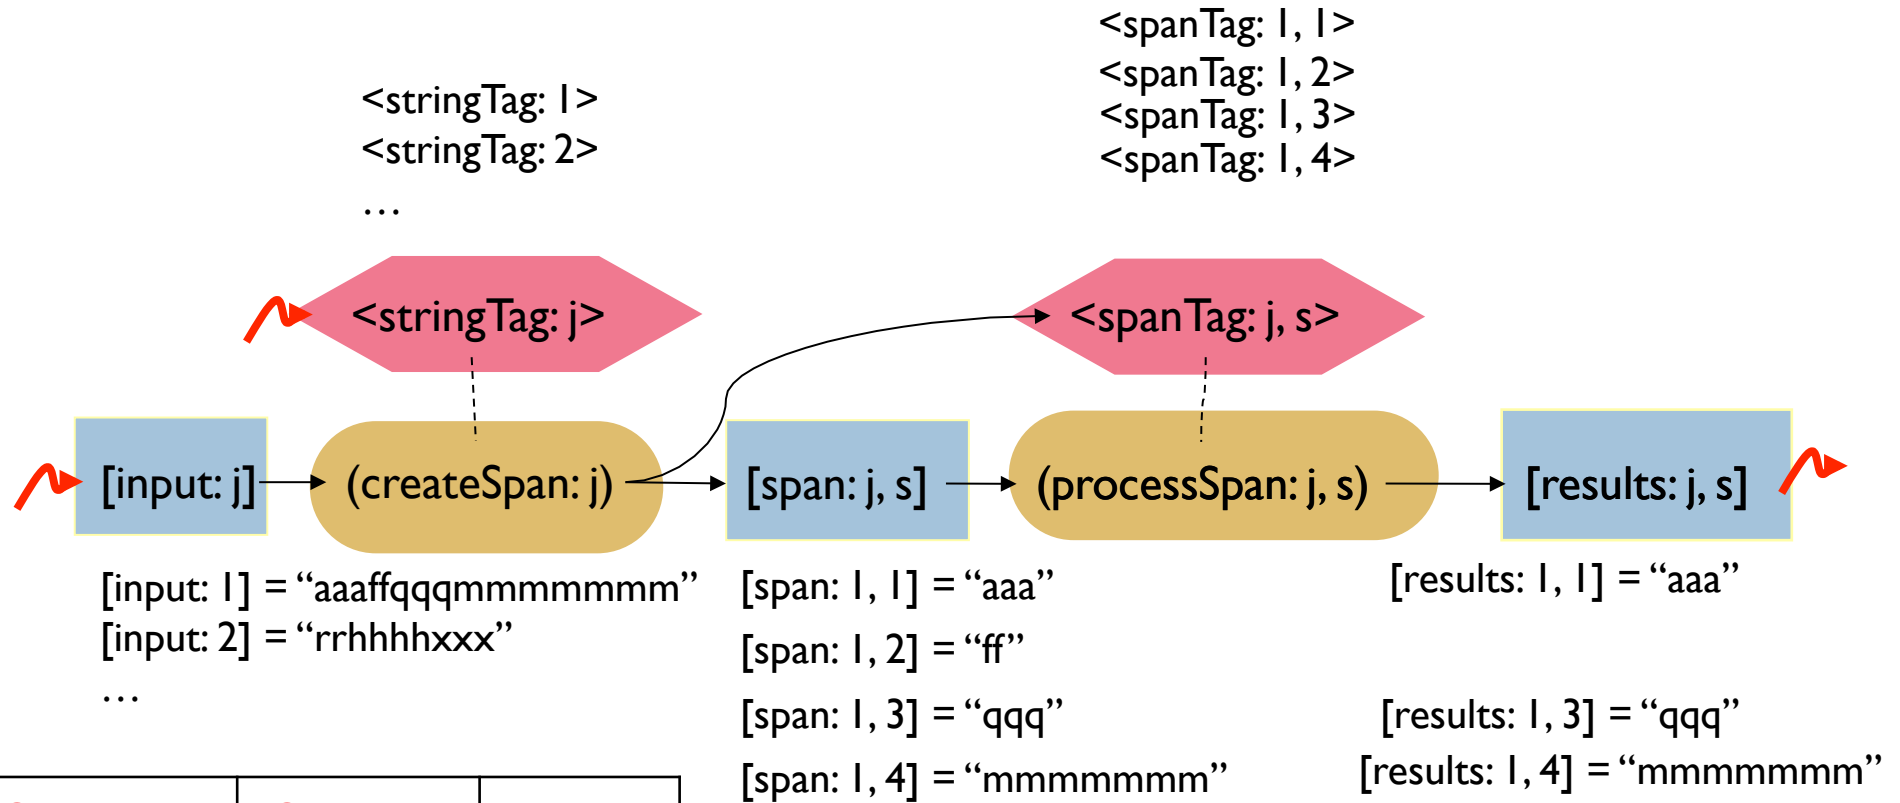 <spanTag: 1, 1>
<spanTag: 1, 2>
<spanTag: 1, 3>
<spanTag: 1, 4>
<stringTag: 1>
<stringTag: 2>
…
<stringTag: j>
<spanTag: j, s>
[input: j]
(createSpan: j)
[span: j, s]
(processSpan: j, s)
[results: j, s]
[input: 1] = “aaaffqqqmmmmmmm”
[input: 2] = “rrhhhhxxx”
…
[span: 1, 1] = “aaa”
[span: 1, 2] = “ff”
[span: 1, 3] = “qqq”
[span: 1, 4] = “mmmmmmm”
[results: 1, 1] = “aaa”
[results: 1, 3] = “qqq”
[results: 1, 4] = “mmmmmmm”